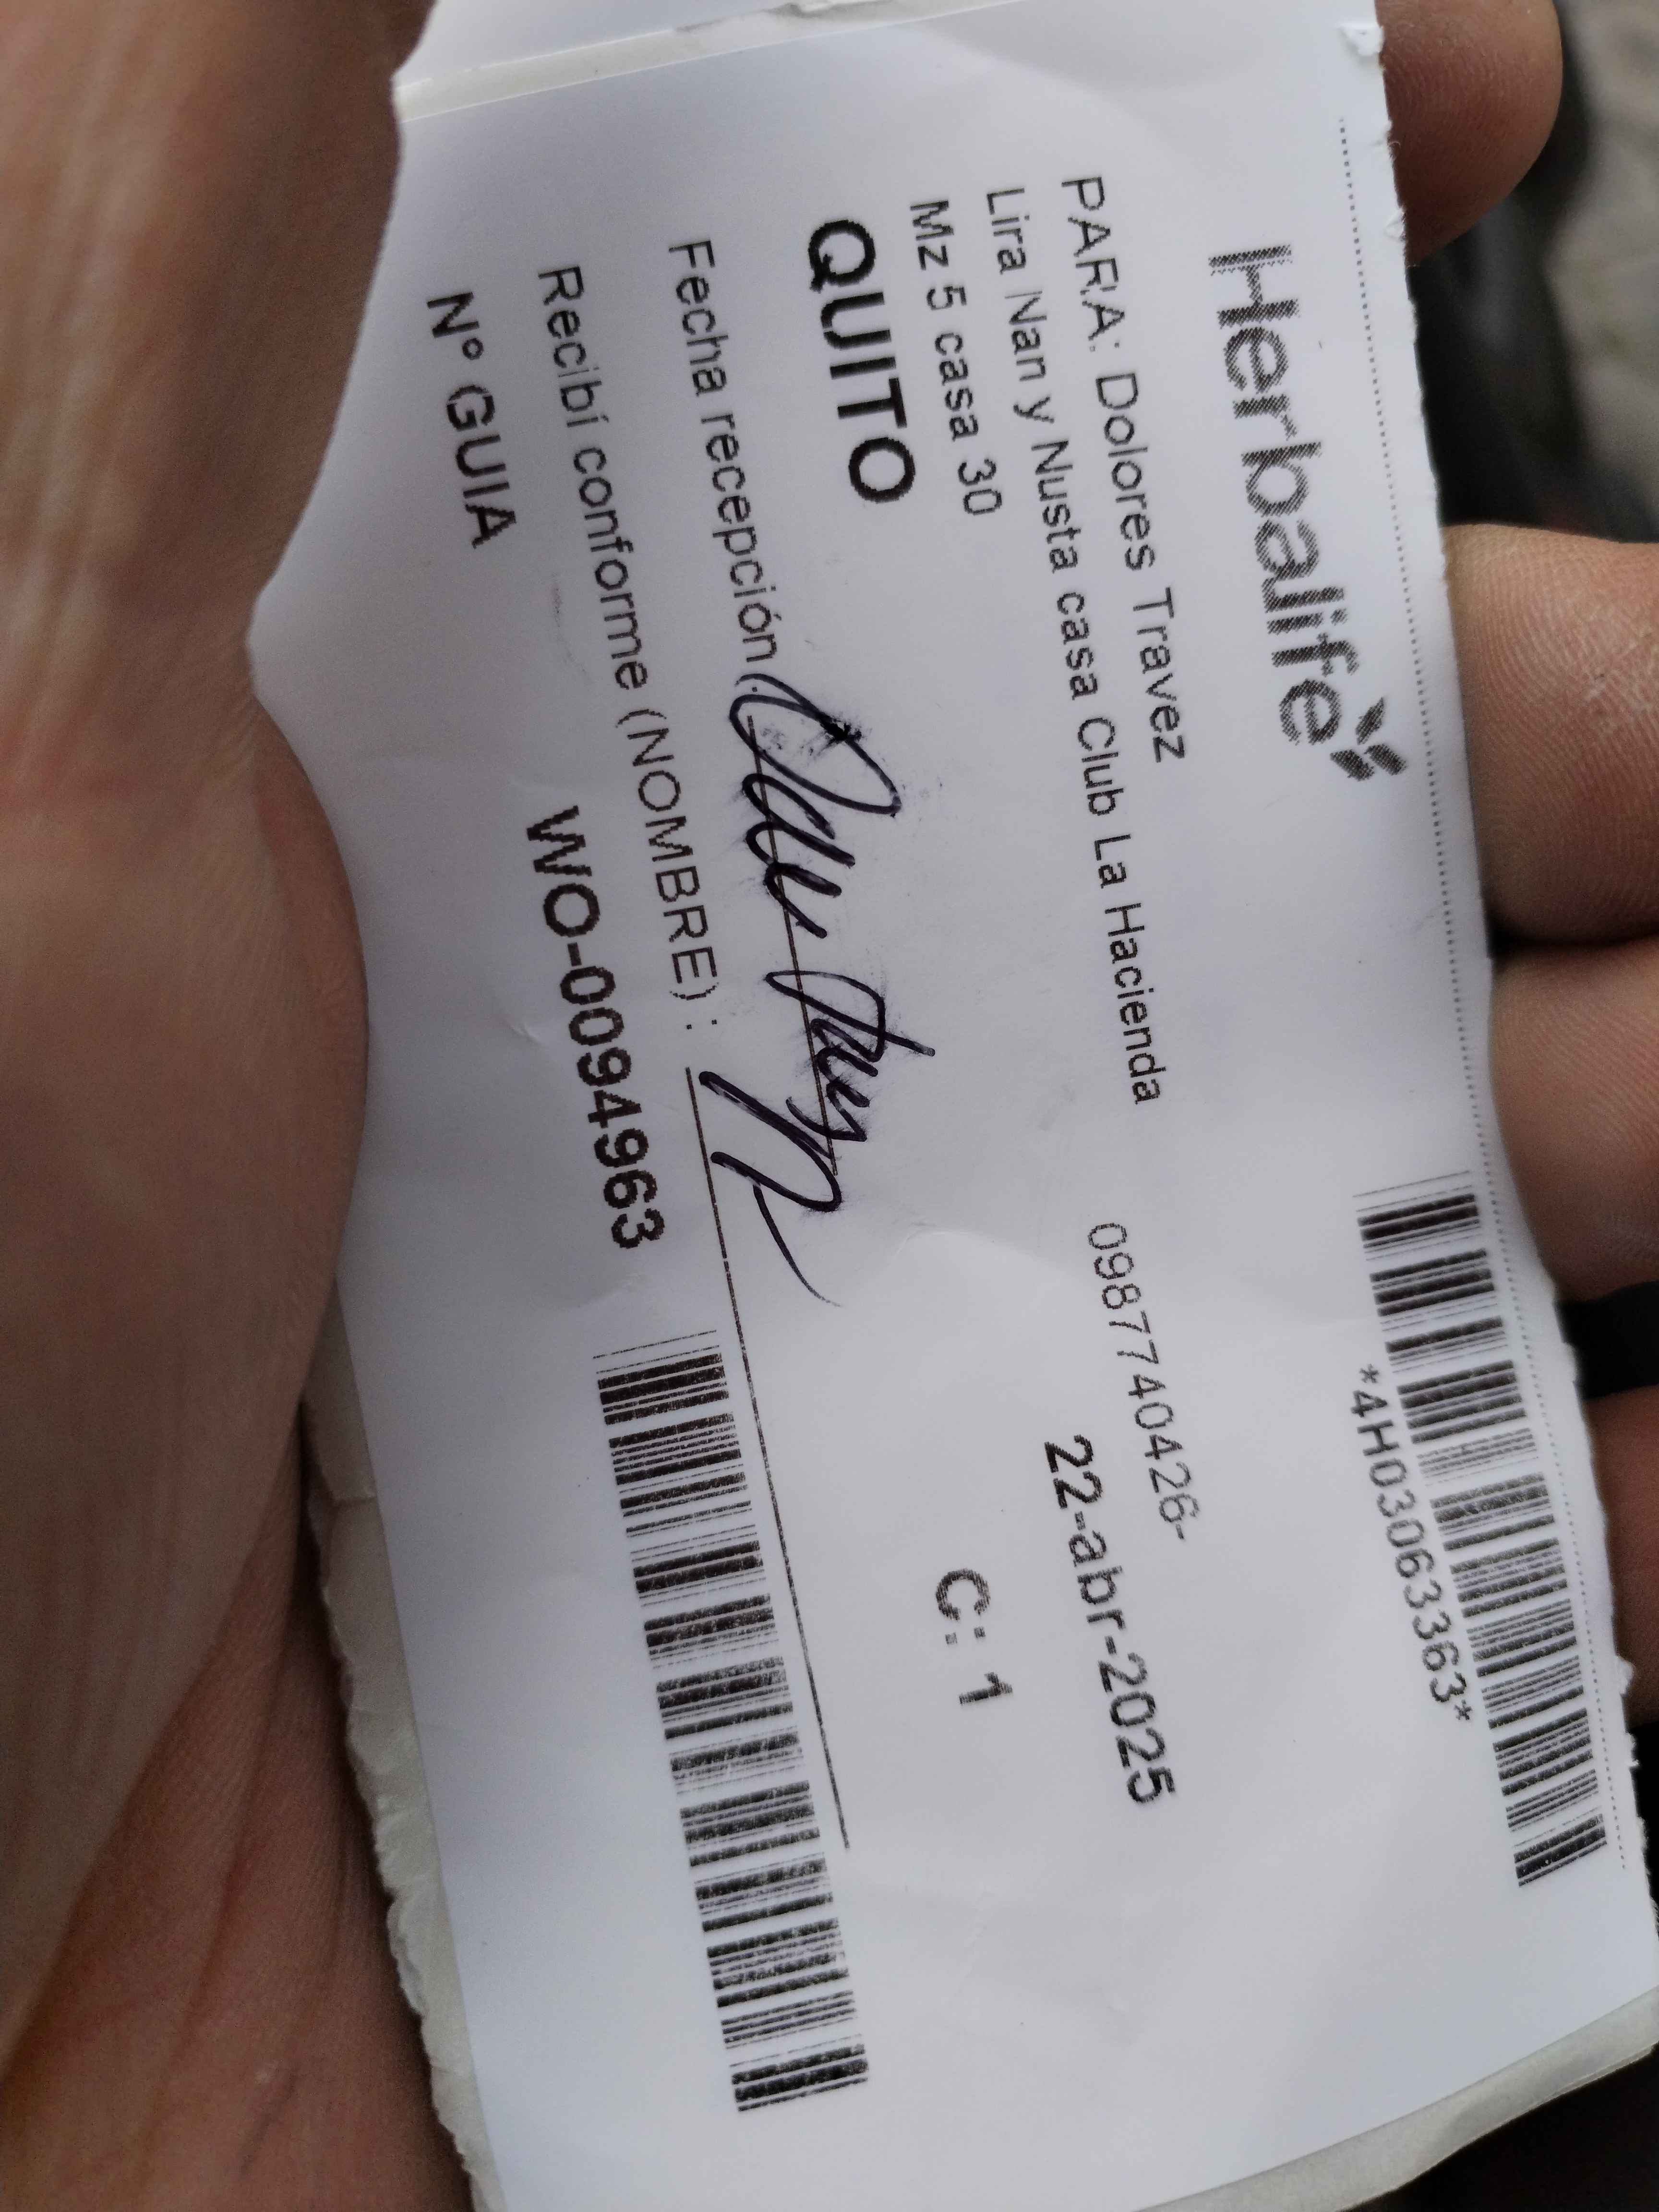 Herbalife
*4H03063363*
PARA: Dolores Travez
0987740426-
Lira Nan y Nusta casa Club La Hacienda
22-abr-2025
Mz 5 casa 30
C: 1
QUITO
Fecha recepción
Recibí conforme (NOMBRE) :
N° GUIA
WO-0094963